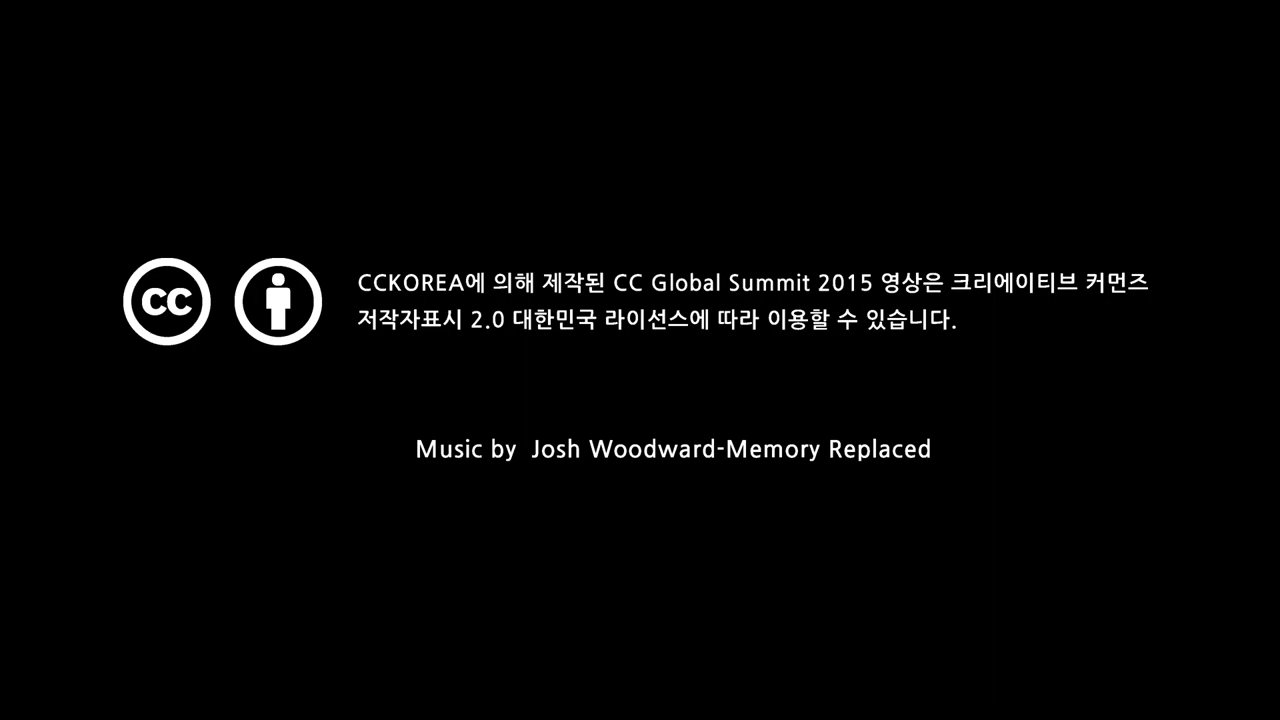 cc
CCKOREA에 의해 제작된 CC Global Summit 2015 영상은 크리에이티브 커먼즈
저작자표시 2.0 대한민국 라이선스에 따라 이용할 수 있습니다.
Music by  Josh Woodward-Memory Replaced